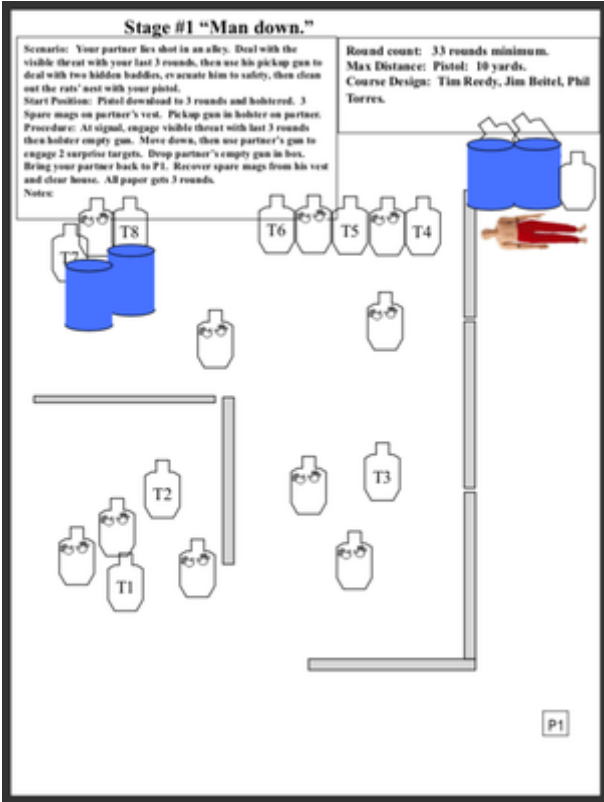 Stage #1 “Man down.”
Scenario: Your partner lies shot in an alley. Deal with the
visible threat with your last 3 rounds, then use his pickup gun to
deal with two hidden baddies, evacuate him to safety, then clean
out the rats’ nest with your pistol.
Start Position: Pistol download to 3 rounds and holstered. 3
Spare mags on partner’s vest. Pickup gun in holster on partner.
Procedure: At signal, engage visible threat with last 3 rounds
then holster empty gun. Move down, then use partner’s gun to
engage 2 surprise targets. Drop partner’s empty gun in box.
Bring your partner back to P1. Recover spare mags from his vest
and clear house. All paper gets 3 rounds.
Notes:
Round count: 33 rounds minimum.
Max Distance: Pistol: 10 yards.
Course Design: Tim Reedy, Jim Beitel, Phil
Torres.
T8
T7
T6
T5
T4
T3
T2
T1
P1